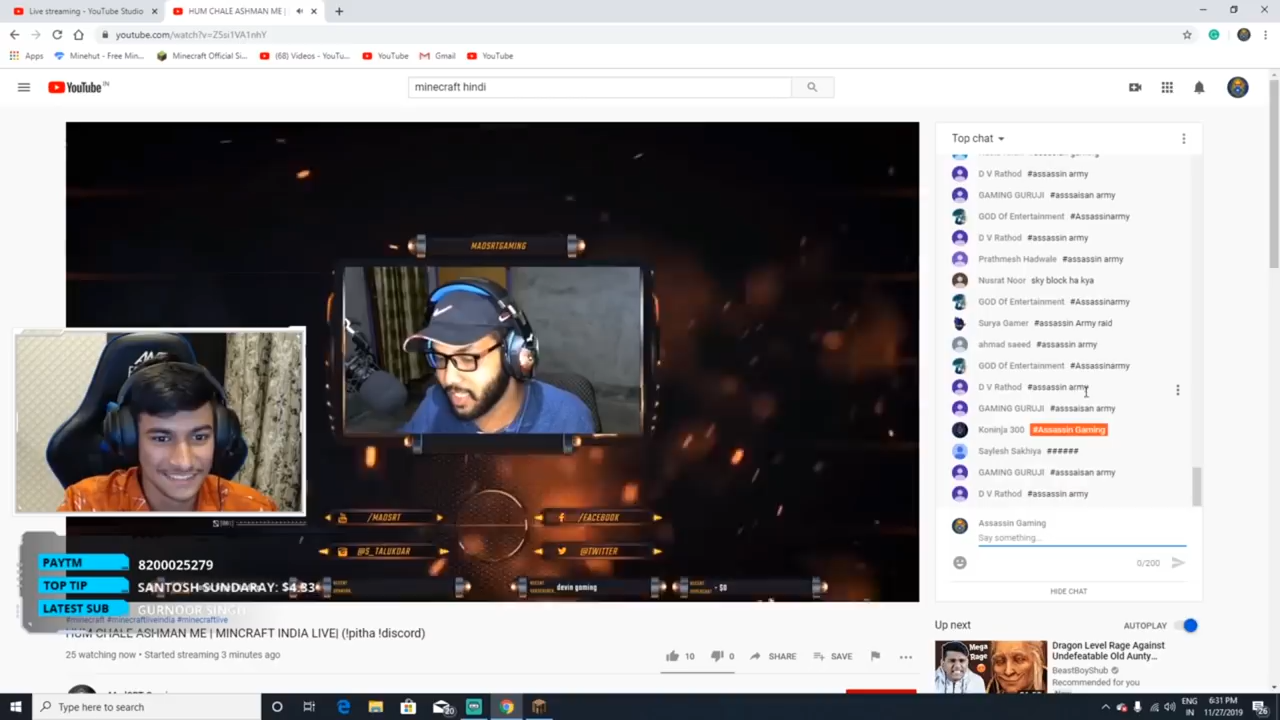 Live streaming - YouTube Studio
HUM CHALE ASHMAN ME |
youtube.com/watch?v=Z5si1VA1nhY
Apps Minehut - Free Min... Minecraft Official Si... (68) Videos - YouTu... YouTube Gmail YouTube
YouTube IN
minecraft hindi
Top chat
D V Rathod #assassin army
GAMING GURUJI #asssaisan army
GOD Of Entertainment #Assassinarmy
D V Rathod #assassin army
Prathmesh Hadwale #assassin army
Nusrat Noor sky block ha kya
GOD Of Entertainment #Assassinarmy
Surya Gamer #assassin Army raid
ahmad saeed #assassin army
GOD Of Entertainment #Assassinarmy
D V Rathod #assassin army
GAMING GURUJI #asssaisan army
Koninja 300 #Assassin Gaming
Saylesh Sakhiya ######
GAMING GURUJI #asssaisan army
D V Rathod #assassin army
Assassin Gaming
Say something...
0/200
HIDE CHAT
MADSRTGAMING
/MADSRT
/FACEBOOK
@S_TALUKDAR
@TWITTER
devin gaming
$0
PAYTM 8200025279
TOP TIP SANTOSH SUNDARAY: $4.33
LATEST SUB GURNOOR SINGH
#minecraft #minecraftliveindia #minecraftlive
HUM CHALE ASHMAN ME | MINCRAFT INDIA LIVE| (!pitha !discord)
25 watching now • Started streaming 3 minutes ago
10 0 SHARE SAVE
Up next AUTOPLAY
Mega Rage
Dragon Level Rage Against
Undefeatable Old Aunty...
BeastBoyShub
Recommended for you
New
Type here to search
20
ENG
IN
6:31 PM
11/27/2019
26